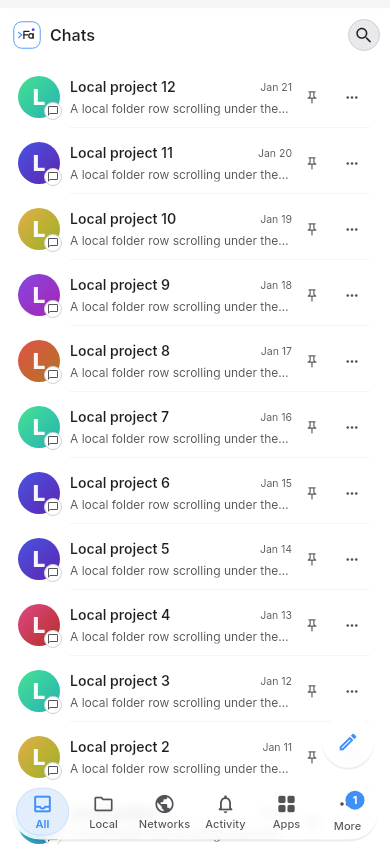 Fa
Chats
L
Local project 12
Jan 21
A local folder row scrolling under the...
L
Local project 11
Jan 20
A local folder row scrolling under the...
L
Local project 10
Jan 19
A local folder row scrolling under the...
L
Local project 9
Jan 18
A local folder row scrolling under the...
L
Local project 8
Jan 17
A local folder row scrolling under the...
L
Local project 7
Jan 16
A local folder row scrolling under the...
L
Local project 6
Jan 15
A local folder row scrolling under the...
L
Local project 5
Jan 14
A local folder row scrolling under the...
L
Local project 4
Jan 13
A local folder row scrolling under the...
L
Local project 3
Jan 12
A local folder row scrolling under the...
L
Local project 2
Jan 11
A local folder row scrolling under the...
1
All
Local
Networks
Activity
Apps
More